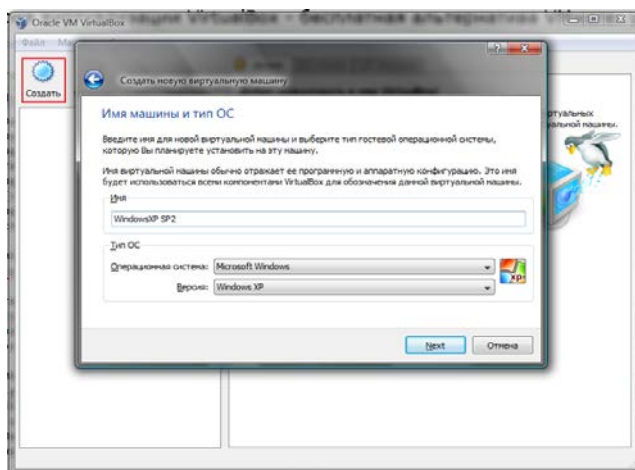 Oracle VM VirtualBox
Файл
Создать
Создать новую виртуальную машину
Имя машины и тип ОС
Введите имя для новой виртуальной машины и выберите тип гостевой операционной системы,
которую Вы планируете установить на эту машину.
Имя виртуальной машины обычно отражает ее программную и аппаратную конфигурацию. Это имя
будет использоваться всеми компонентами VirtualBox для обозначения данной виртуальной машины.
Имя
WindowsXP SP2
Тип ОС
Операционная система: Microsoft Windows
Версия: Windows XP
xp
Next
Отмена